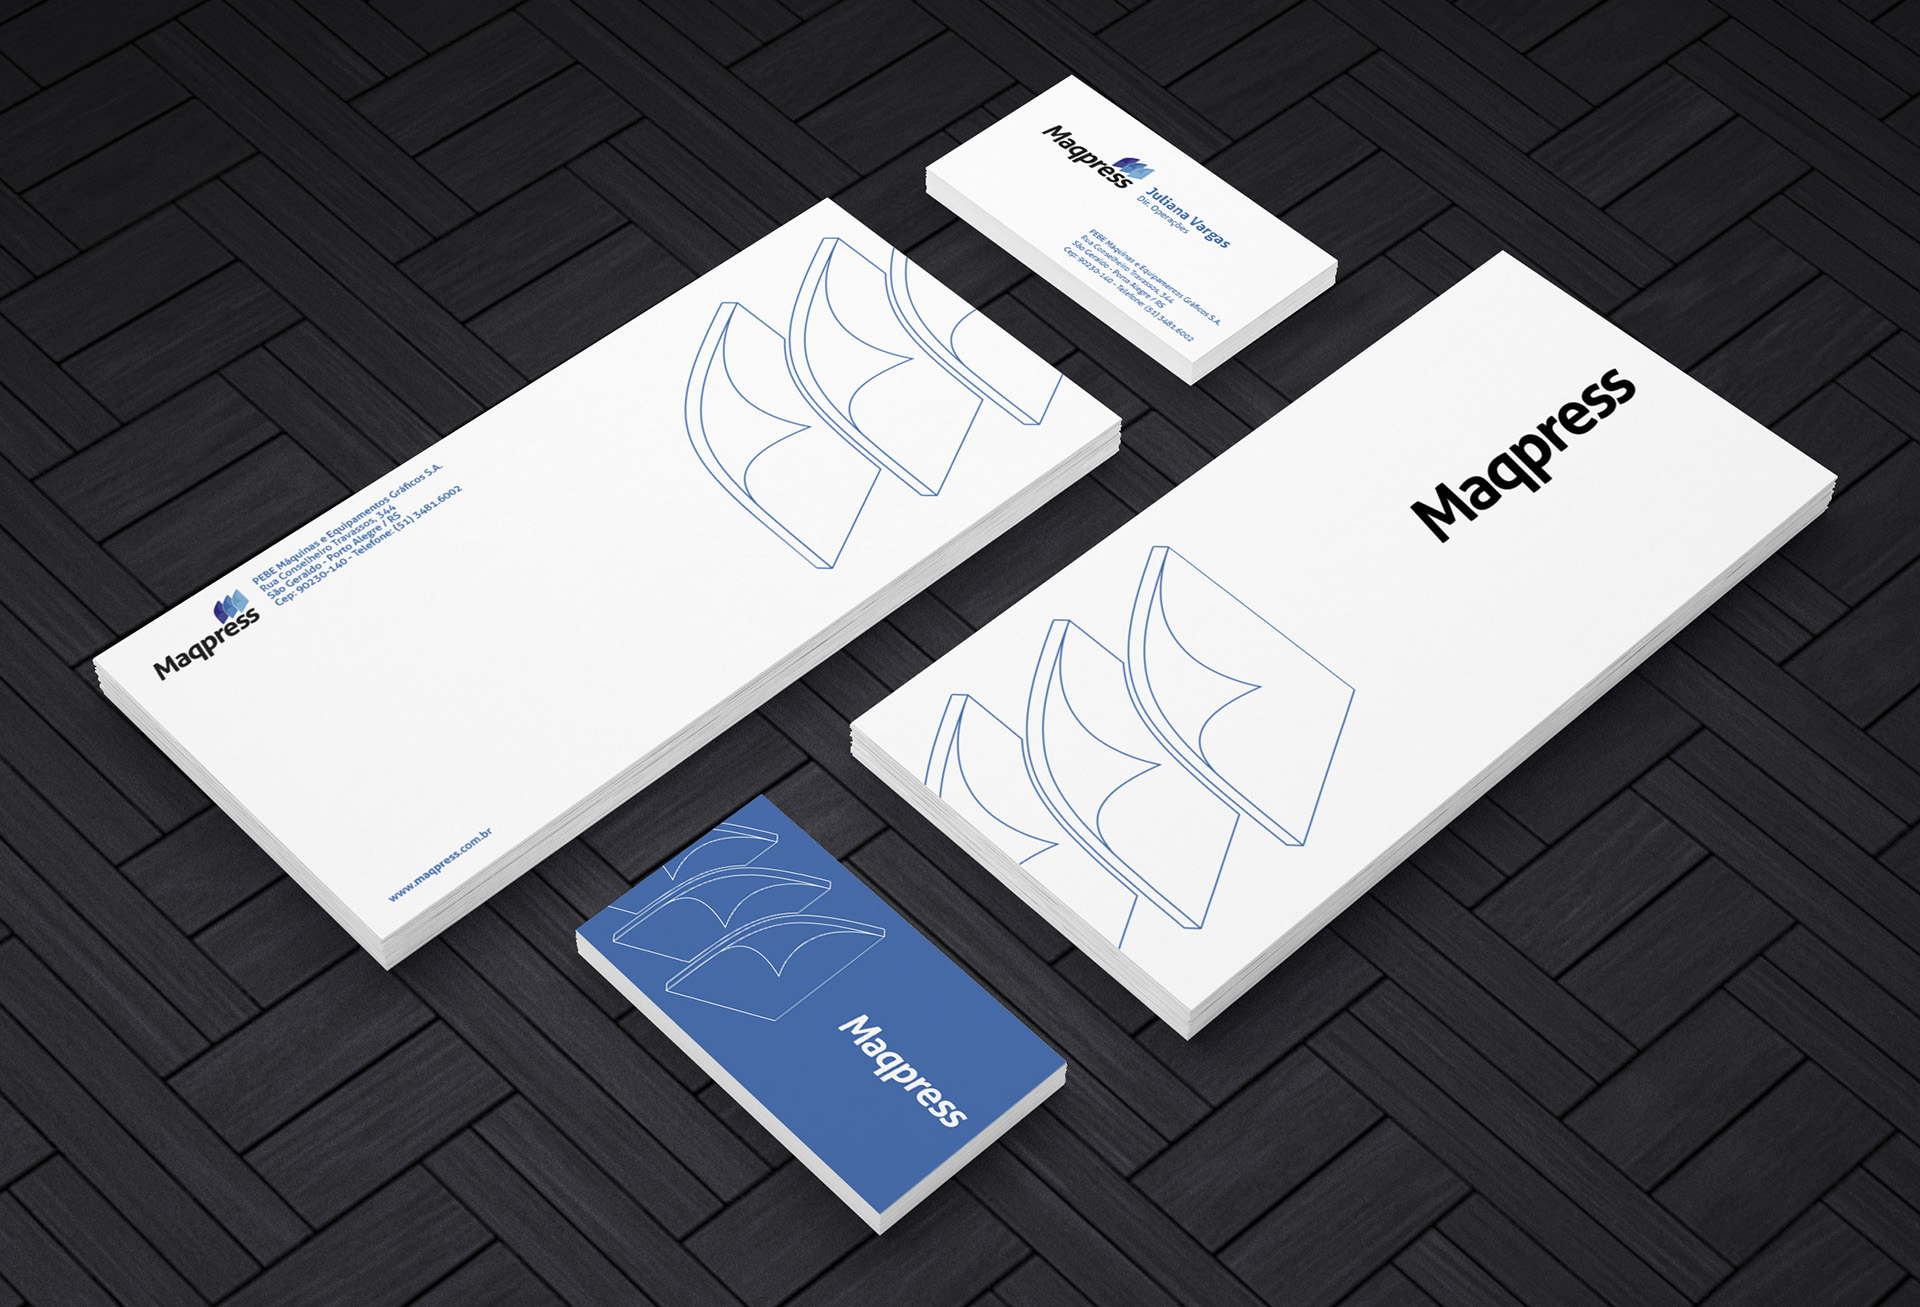 Maqpress
Juliana Vargas
Dir. Operações
PEBE Máquinas e Equipamentos Gráficos S.A.
Rua Conselheiro Travassos, 344
São Geraldo - Porto Alegre / RS
Cep: 90230-140 - Telefone: (51) 3481.6002
Maqpress
PEBE Máquinas e Equipamentos Gráficos S.A.
Rua Conselheiro Travassos, 344
São Geraldo - Porto Alegre / RS
Cep: 90230-140 - Telefone: (51) 3481.6002
www.maqpress.com.br
Maqpress
Maqpress